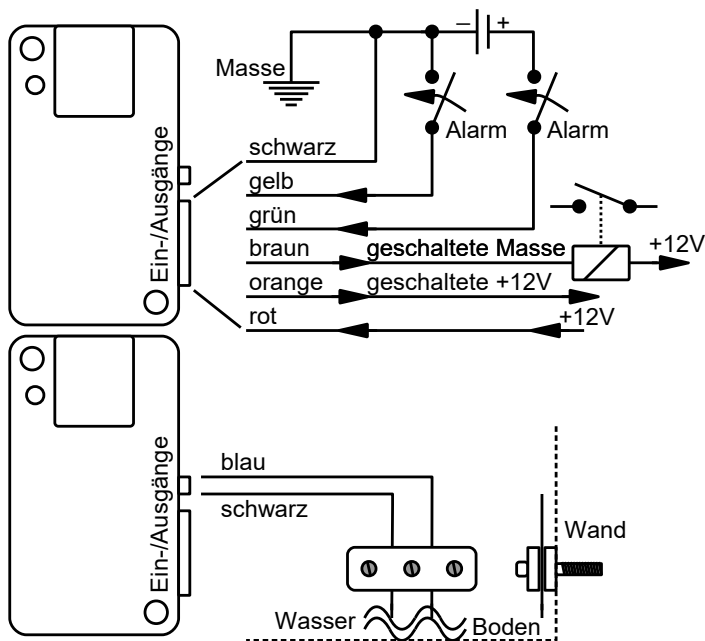 – +
Masse
Alarm Alarm
schwarz
gelb
grün
braun geschaltete Masse +12V
orange geschaltete +12V
rot +12V
Ein-/Ausgänge
blau
schwarz
Ein-/Ausgänge
Wand
Wasser Boden